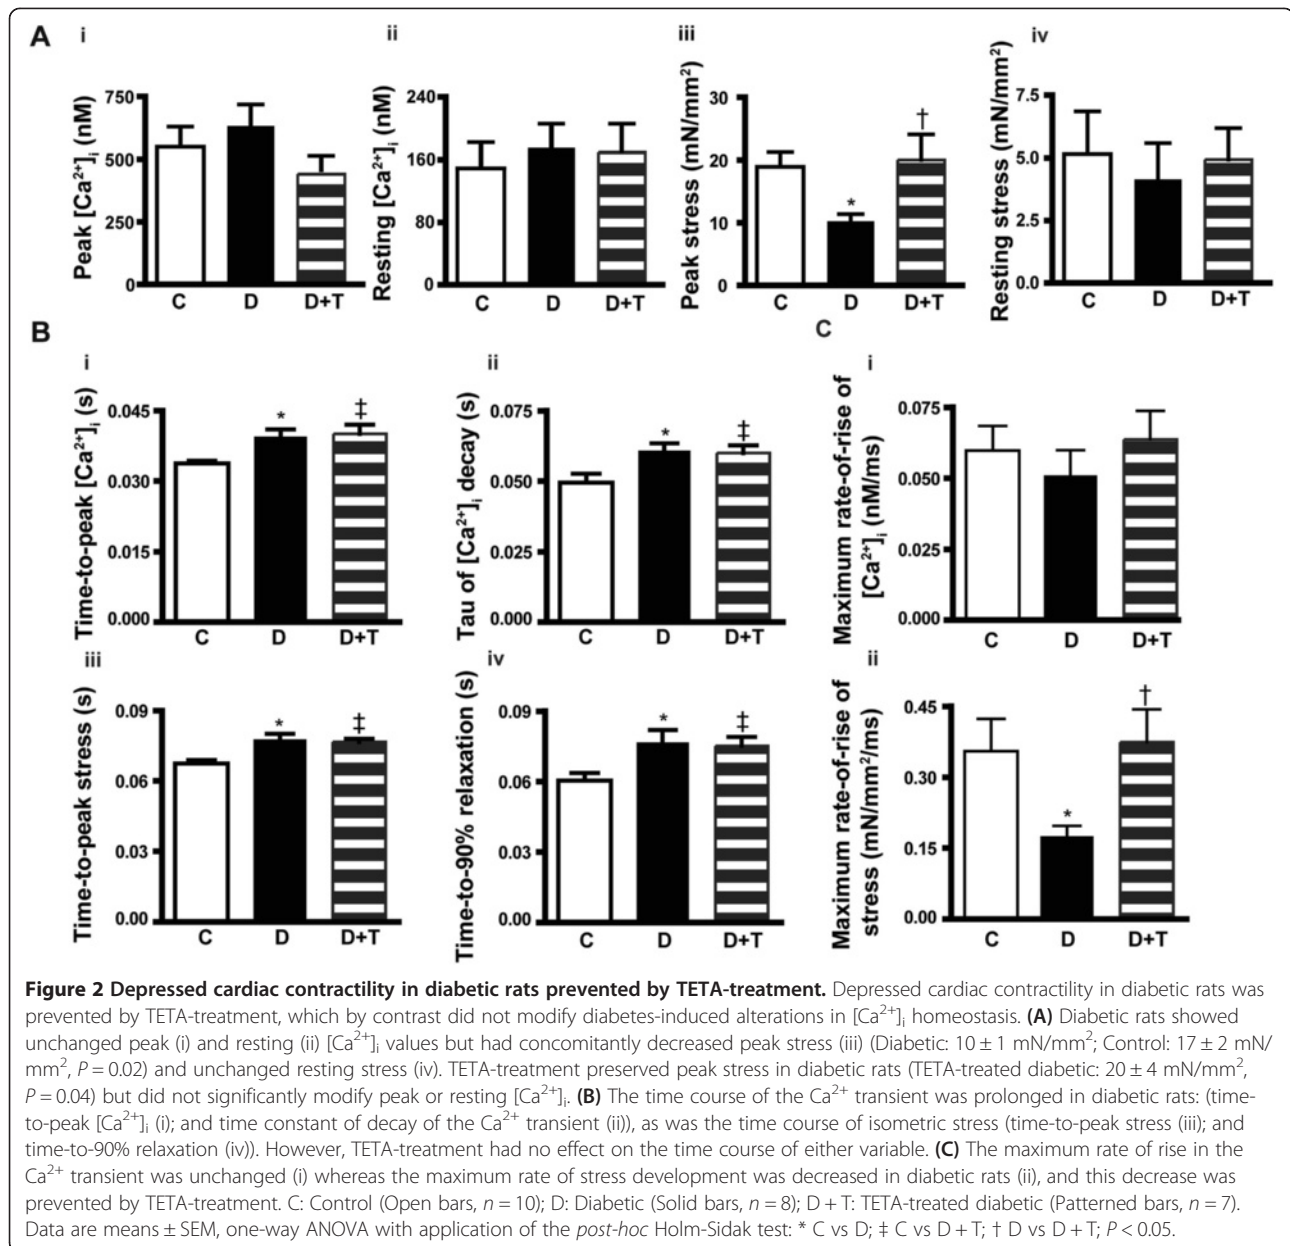 A
i
ii
iii
iv
Peak [Ca²⁺]ᵢ (nM)
750
500
250
0
C D D+T
Resting [Ca²⁺]ᵢ (nM)
240
160
80
0
C D D+T
Peak stress (mN/mm²)
30
20
10
0
*
†
C D D+T
Resting stress (mN/mm²)
7.5
5.0
2.5
0.0
C D D+T
B
i
Time-to-peak [Ca²⁺]ᵢ (s)
0.045
0.030
0.015
0.000
*
‡
C D D+T
ii
Tau of [Ca²⁺]ᵢ decay (s)
0.075
0.050
0.025
0.000
*
‡
C D D+T
iii
Time-to-peak stress (s)
0.09
0.06
0.03
0.00
*
‡
C D D+T
iv
Time-to-90% relaxation (s)
0.09
0.06
0.03
0.00
*
‡
C D D+T
C
i
Maximum rate-of-rise of
[Ca²⁺]ᵢ (nM/ms)
0.075
0.050
0.025
0.000
C D D+T
ii
Maximum rate-of-rise of
stress (mN/mm²/ms)
0.45
0.30
0.15
0.00
*
†
C D D+T
Figure 2 Depressed cardiac contractility in diabetic rats prevented by TETA-treatment. Depressed cardiac contractility in diabetic rats was
prevented by TETA-treatment, which by contrast did not modify diabetes-induced alterations in [Ca²⁺]ᵢ homeostasis. (A) Diabetic rats showed
unchanged peak (i) and resting (ii) [Ca²⁺]ᵢ values but had concomitantly decreased peak stress (iii) (Diabetic: 10 ± 1 mN/mm²; Control: 17 ± 2 mN/
mm², P = 0.02) and unchanged resting stress (iv). TETA-treatment preserved peak stress in diabetic rats (TETA-treated diabetic: 20 ± 4 mN/mm²,
P = 0.04) but did not significantly modify peak or resting [Ca²⁺]ᵢ. (B) The time course of the Ca²⁺ transient was prolonged in diabetic rats: (time-
to-peak [Ca²⁺]ᵢ (i); and time constant of decay of the Ca²⁺ transient (ii)), as was the time course of isometric stress (time-to-peak stress (iii); and
time-to-90% relaxation (iv)). However, TETA-treatment had no effect on the time course of either variable. (C) The maximum rate of rise in the
Ca²⁺ transient was unchanged (i) whereas the maximum rate of stress development was decreased in diabetic rats (ii), and this decrease was
prevented by TETA-treatment. C: Control (Open bars, n = 10); D: Diabetic (Solid bars, n = 8); D + T: TETA-treated diabetic (Patterned bars, n = 7).
Data are means ± SEM, one-way ANOVA with application of the post-hoc Holm-Sidak test: * C vs D; ‡ C vs D + T; † D vs D + T; P < 0.05.